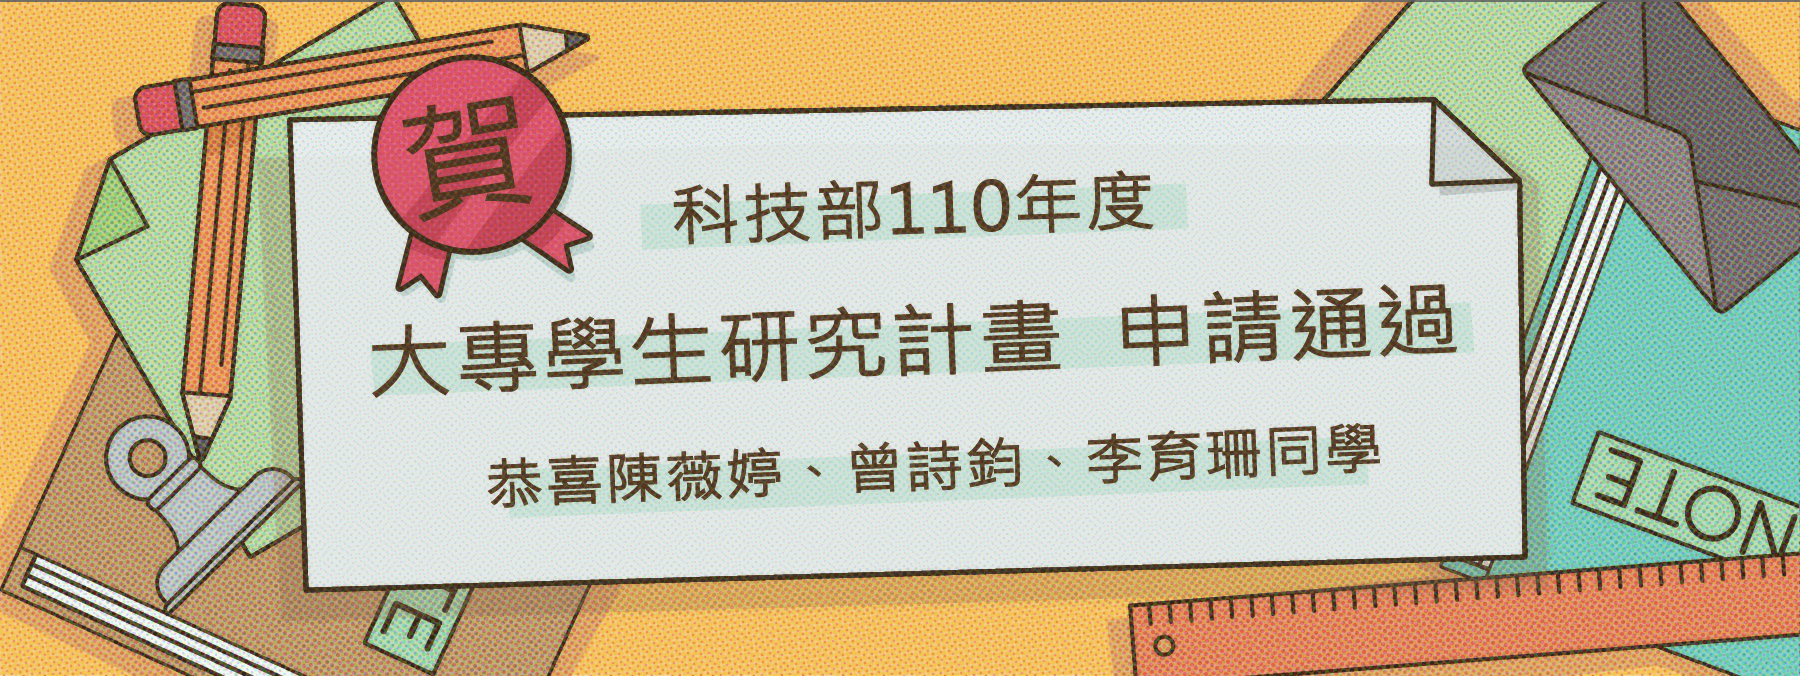 賀
科技部110年度
大專學生研究計畫 申請通過
恭喜陳薇婷、曾詩鈞、李育珊同學
NOTE
TE